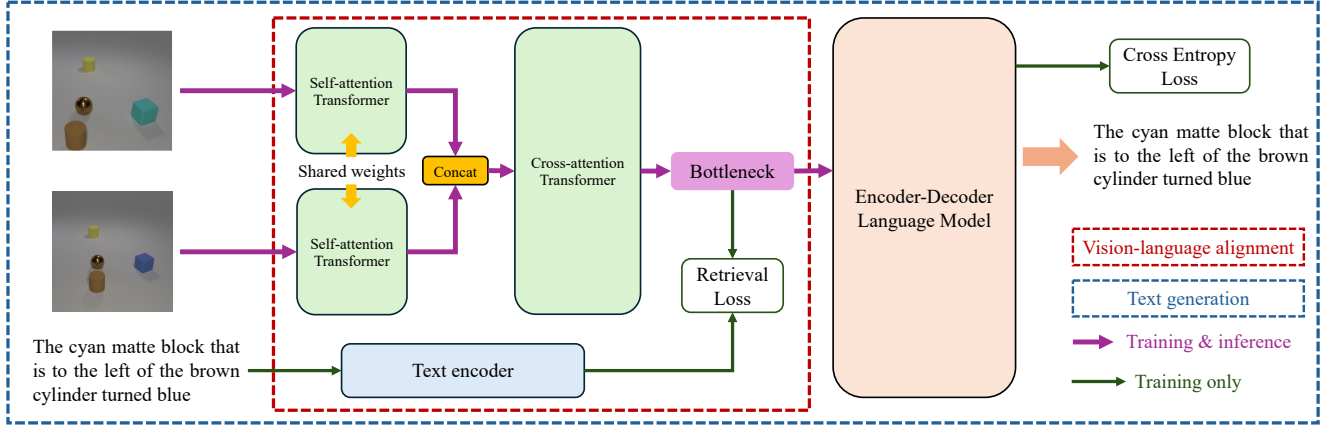 Self-attention
Transformer
Shared weights
Self-attention
Transformer
Concat
Cross-attention
Transformer
Bottleneck
Retrieval
Loss
Text encoder
The cyan matte block that
is to the left of the brown
cylinder turned blue
Encoder-Decoder
Language Model
Cross Entropy
Loss
The cyan matte block that
is to the left of the brown
cylinder turned blue
Vision-language alignment
Text generation
Training & inference
Training only